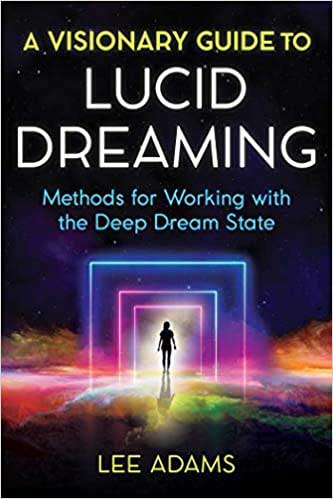 A VISIONARY GUIDE TO
LUCID
DREAMING
Methods for Working with
the Deep Dream State
LEE ADAMS